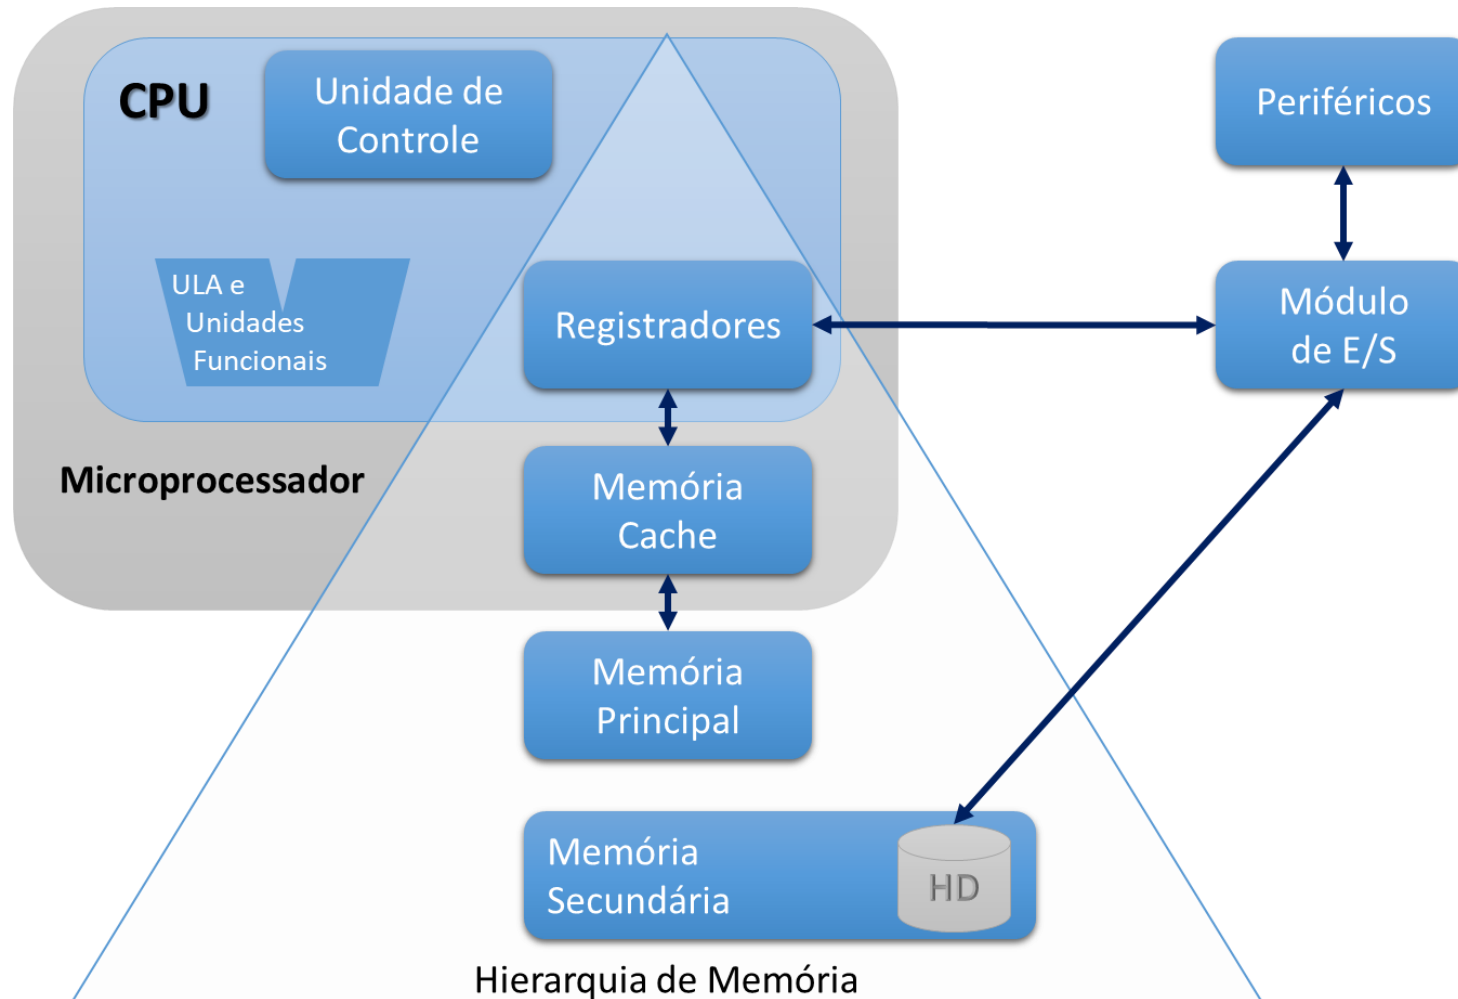 CPU
Unidade de
Controle
Periféricos
ULA e
Unidades
Funcionais
Registradores
Módulo
de E/S
Microprocessador
Memória
Cache
Memória
Principal
Memória
Secundária
HD
Hierarquia de Memória